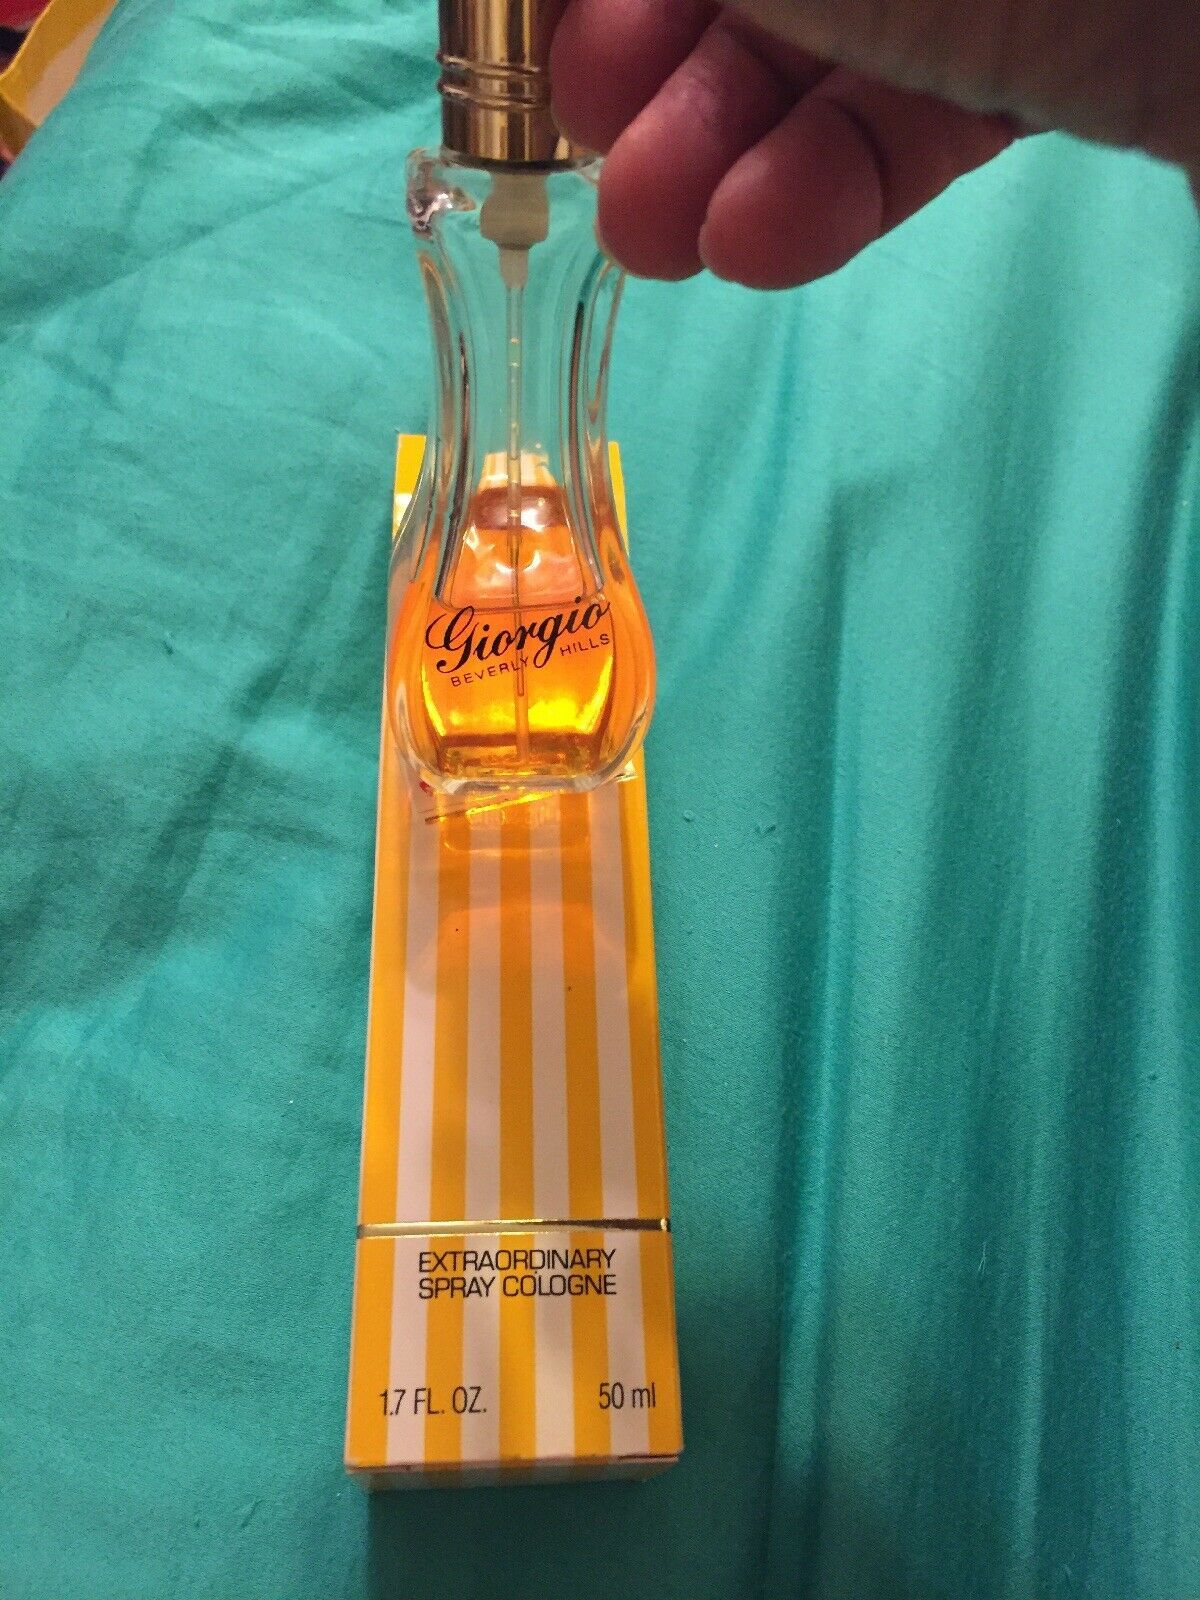 Giorgio
BEVERLY HILLS
EXTRAORDINARY
SPRAY COLOGNE
1.7 FL. OZ. 50 ml